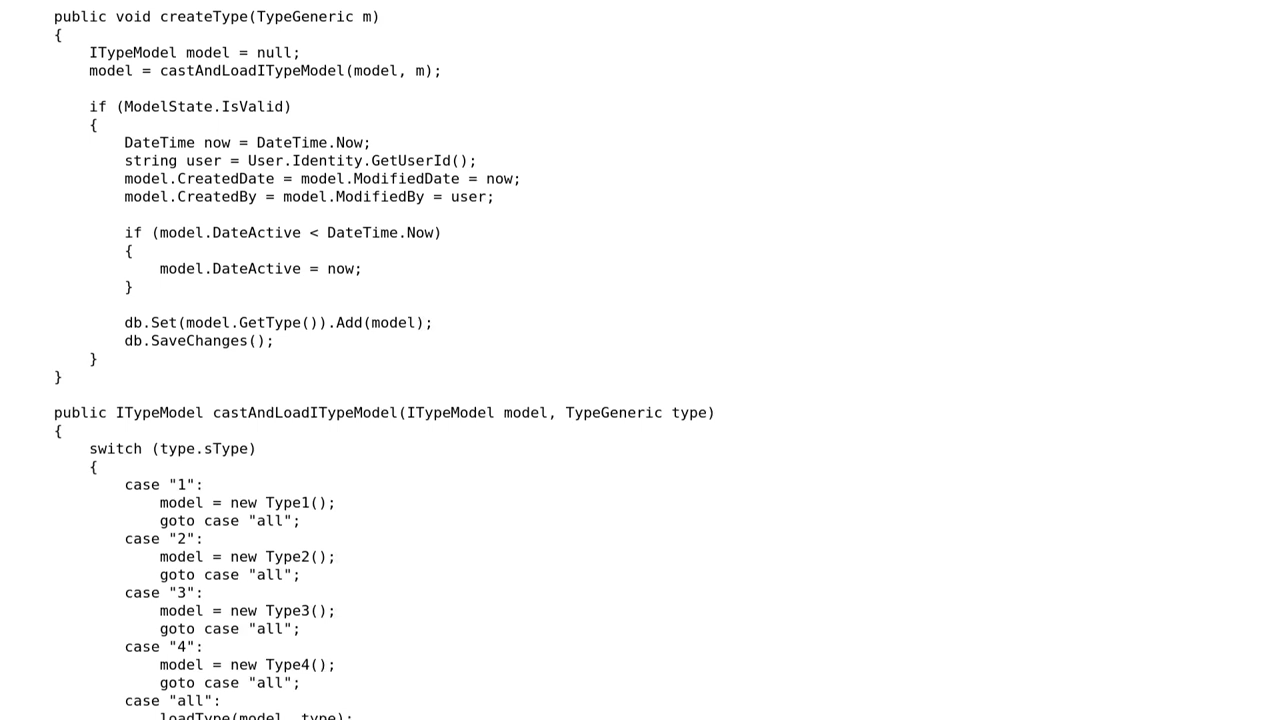 public void createType(TypeGeneric m)
{
    ITypeModel model = null;
    model = castAndLoadITypeModel(model, m);

    if (ModelState.IsValid)
    {
        DateTime now = DateTime.Now;
        string user = User.Identity.GetUserId();
        model.CreatedDate = model.ModifiedDate = now;
        model.CreatedBy = model.ModifiedBy = user;

        if (model.DateActive < DateTime.Now)
        {
            model.DateActive = now;
        }

        db.Set(model.GetType()).Add(model);
        db.SaveChanges();
    }
}

public ITypeModel castAndLoadITypeModel(ITypeModel model, TypeGeneric type)
{
    switch (type.sType)
    {
        case "1":
            model = new Type1();
            goto case "all";
        case "2":
            model = new Type2();
            goto case "all";
        case "3":
            model = new Type3();
            goto case "all";
        case "4":
            model = new Type4();
            goto case "all";
        case "all":
            loadType(model, type);